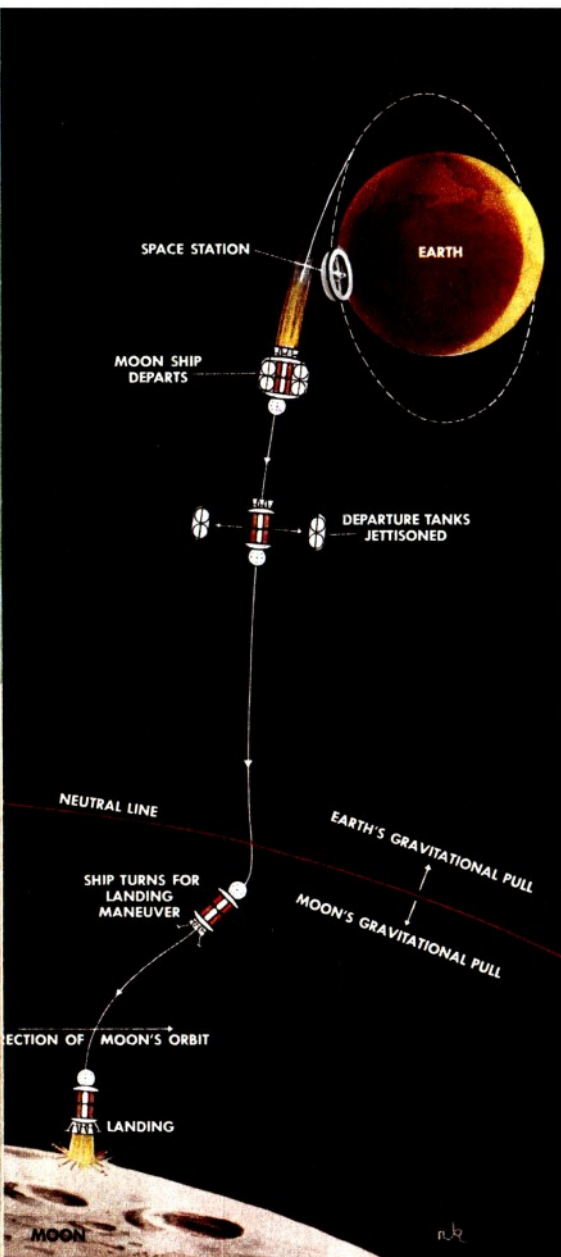 SPACE STATION
EARTH
MOON SHIP
DEPARTS
DEPARTURE TANKS
JETTISONED
NEUTRAL LINE
EARTH'S GRAVITATIONAL PULL
MOON'S GRAVITATIONAL PULL
SHIP TURNS FOR
LANDING
MANEUVER
RECTION OF MOON'S ORBIT
LANDING
MOON